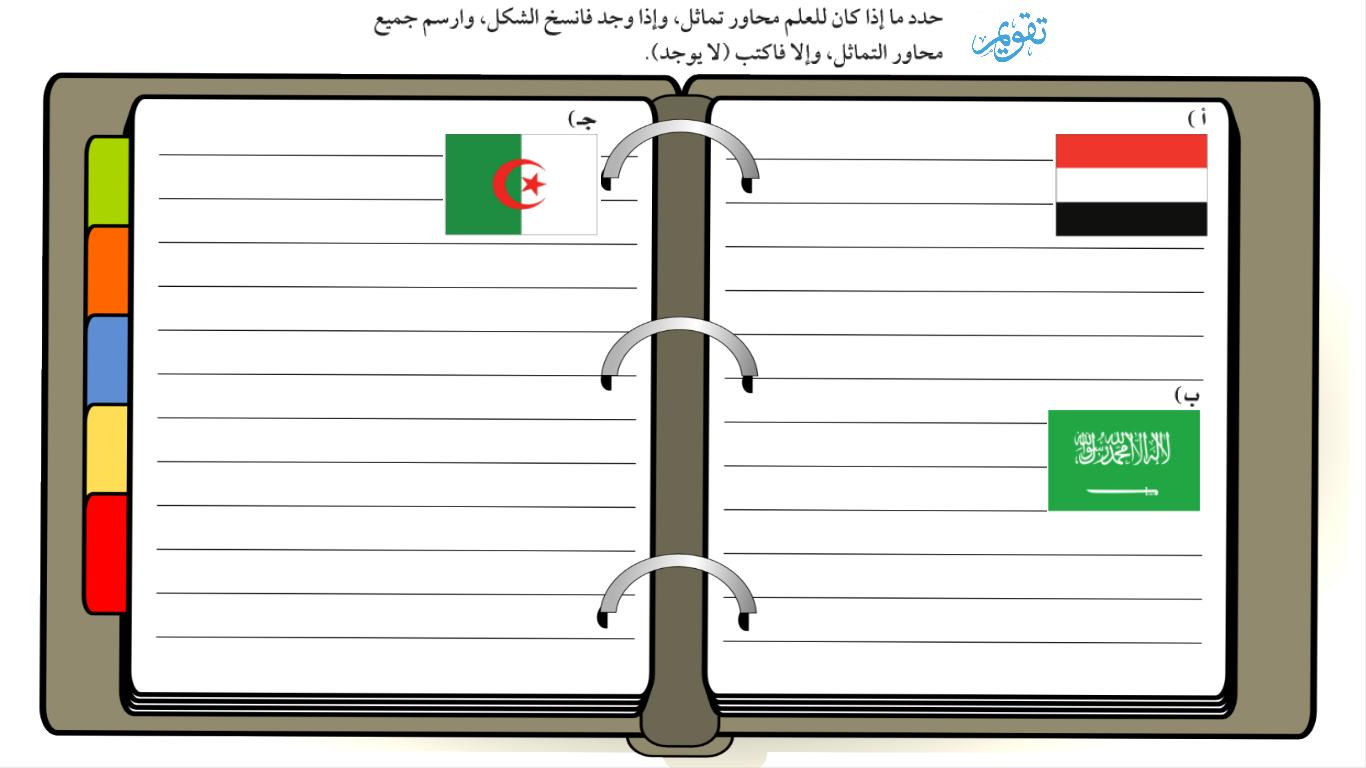 تقويم
حدد ما إذا كان للعلم محاور تماثل، وإذا وجد فانسخ الشكل، وارسم جميع
محاور التماثل، وإلا فاكتب (لا يوجد).
أ )
ب)
جـ)
لا إله إلا الله محمد رسول الله